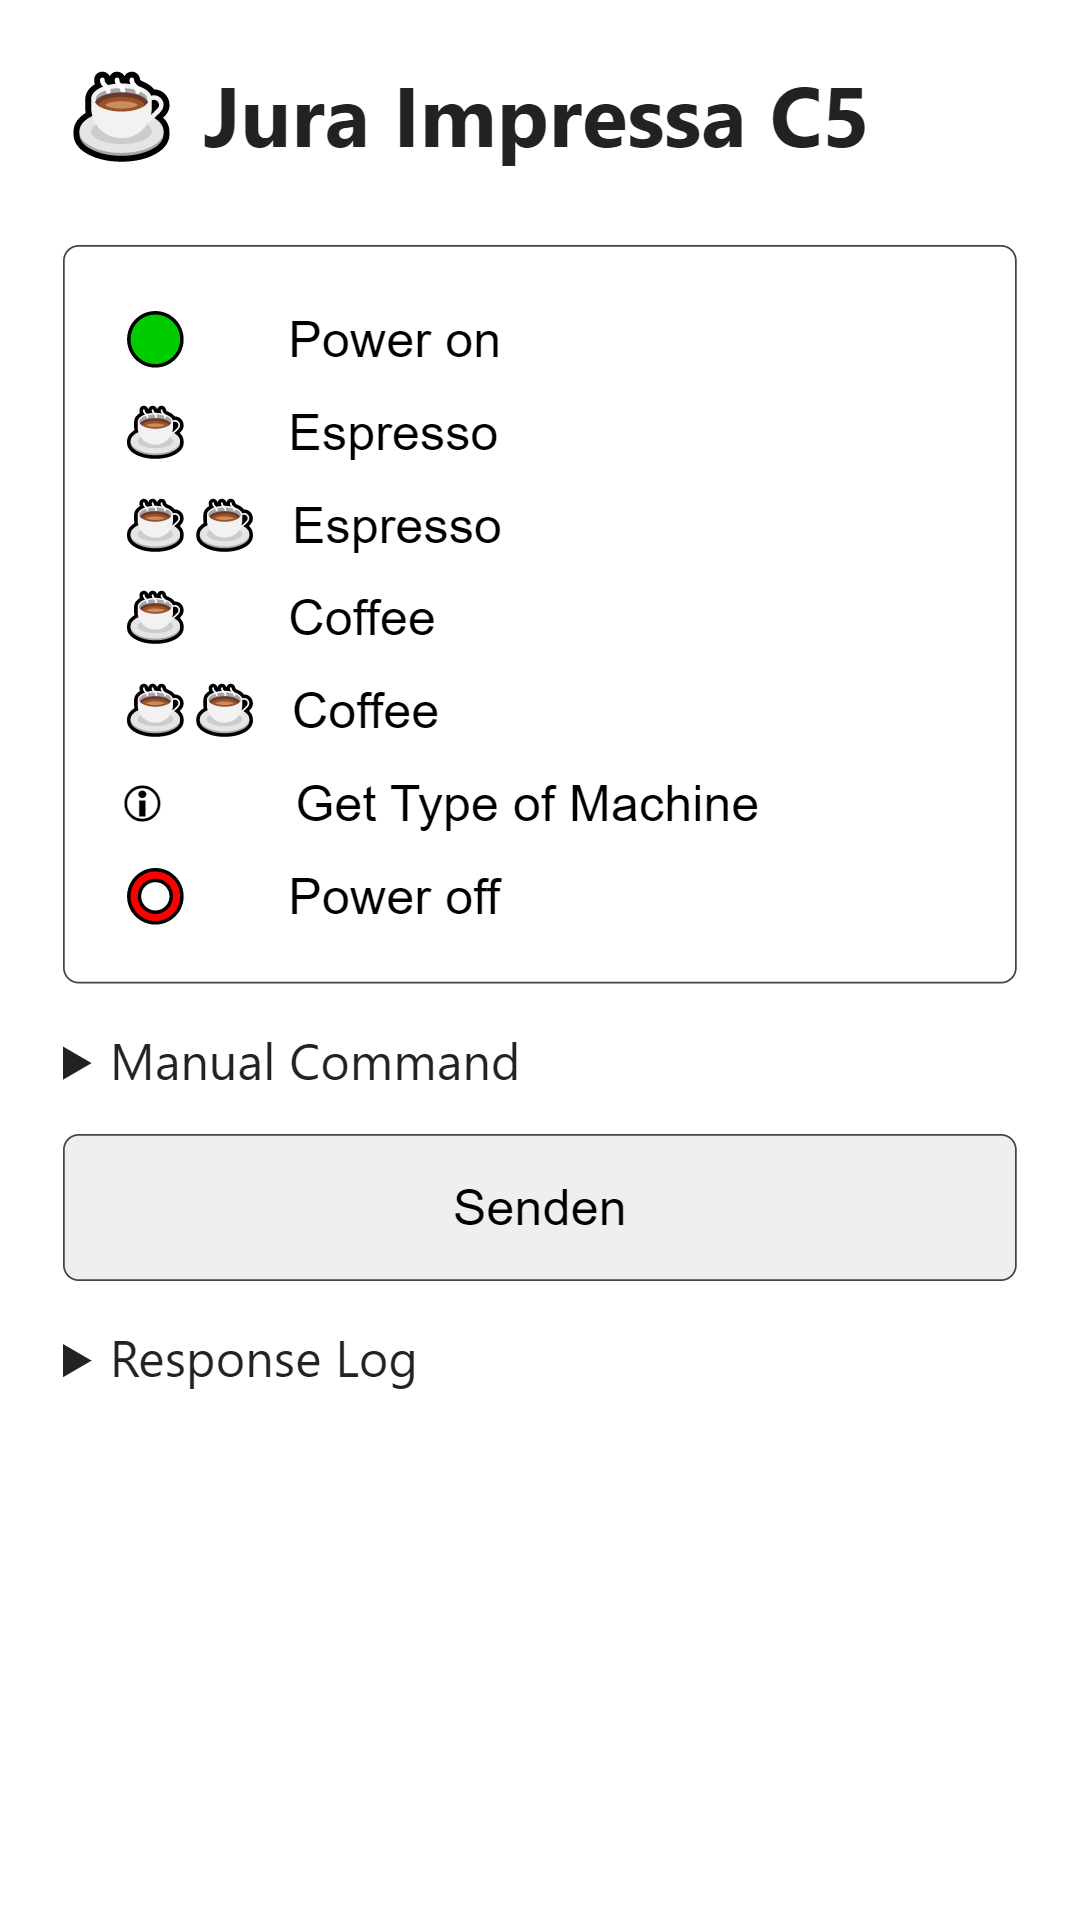 Jura Impressa C5
Power on
Espresso
Espresso
Coffee
Coffee
Get Type of Machine
Power off
Manual Command
Senden
Response Log